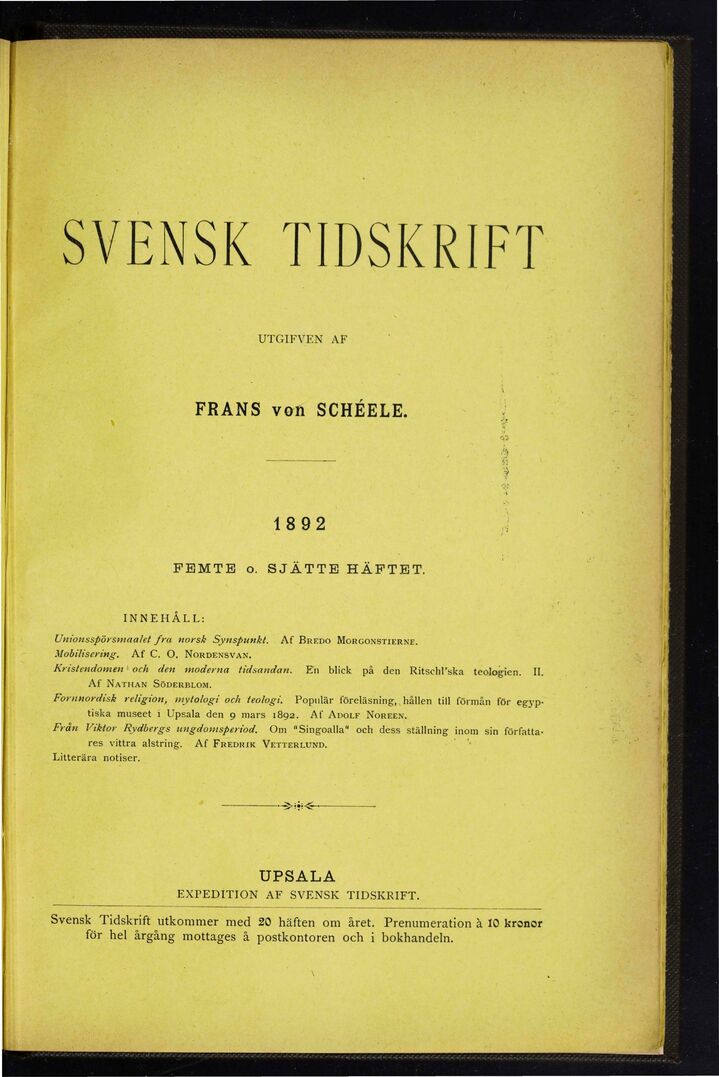 SVENSK TIDSKRIFT
UTGIFVEN AF
FRANS von SCHÉELE.
1892
FEMTE o. SJÄTTE HÄFTET.
INNEHÅLL:
Unionsspörsmaalet fra norsk Synspunkt. Af BREDO MORGONSTIERNE.
Mobilisering. Af C. O. NORDENSVAN.
Kristendomen och den moderna tidsandan. En blick på den Ritschl'ska teologien. II.
Af NATHAN SÖDERBLOM.
Fornnordisk religion, mytologi och teologi. Populär föreläsning, hållen till förmån för egyp-
tiska museet i Upsala den 9 mars 1892. Af ADOLF NOREEN.
Från Viktor Rydbergs ungdomsperiod. Om "Singoalla" och dess ställning inom sin författa-
res vittra alstring. Af FREDRIK VETTERLUND.
Litterära notiser.
UPSALA
EXPEDITION AF SVENSK TIDSKRIFT.
Svensk Tidskrift utkommer med 20 häften om året. Prenumeration à 10 kronor
för hel årgång mottages å postkontoren och i bokhandeln.